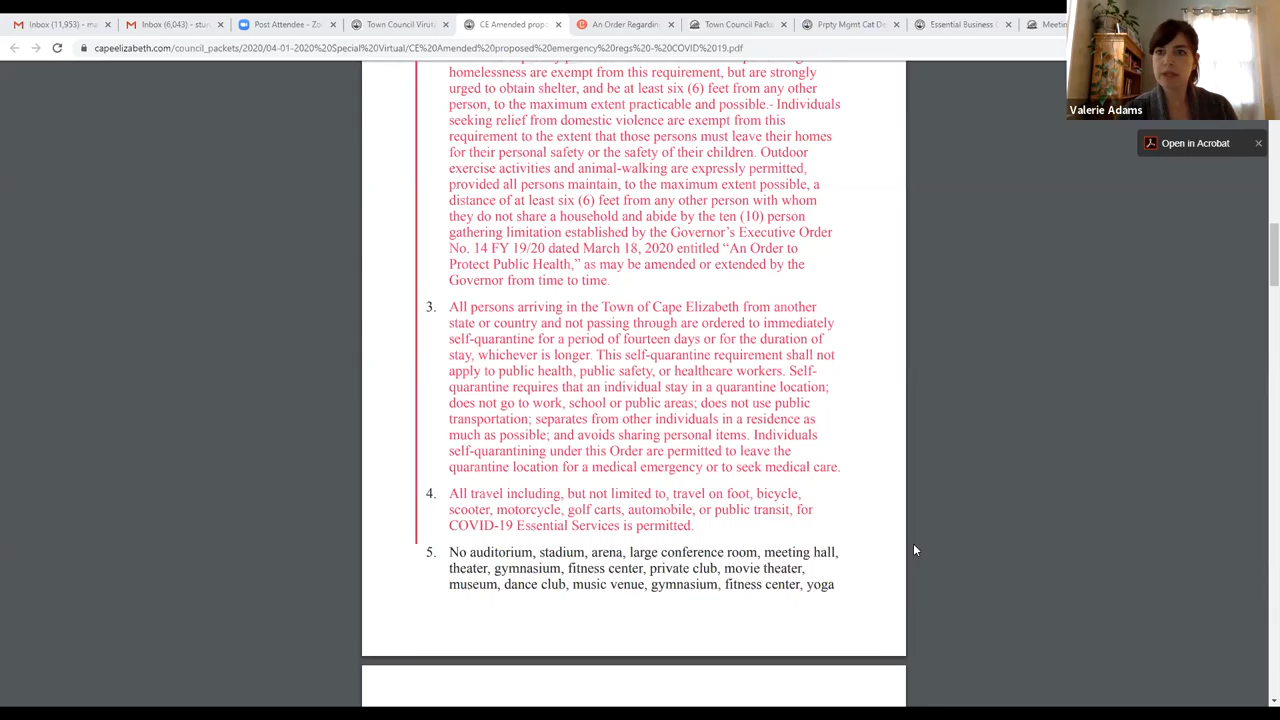 Inbox (11,953) - ma
Inbox (6,043) - stur
Post Attendee - Zo
Town Council Virut
CE Amended prop
An Order Regardin
Town Council Pack
Prpty Mgmt Cat De
Essential Business
Meetin
capeelizabeth.com/council_packets/2020/04-01-2020%20Special%20Virtual/CE%20Amended%20proposed%20emergency%20regs%20-%20COVID%2019.pdf
Valerie Adams
Open in Acrobat
homelessness are exempt from this requirement, but are strongly
urged to obtain shelter, and be at least six (6) feet from any other
person, to the maximum extent practicable and possible.- Individuals
seeking relief from domestic violence are exempt from this
requirement to the extent that those persons must leave their homes
for their personal safety or the safety of their children. Outdoor
exercise activities and animal-walking are expressly permitted,
provided all persons maintain, to the maximum extent possible, a
distance of at least six (6) feet from any other person with whom
they do not share a household and abide by the ten (10) person
gathering limitation established by the Governor's Executive Order
No. 14 FY 19/20 dated March 18, 2020 entitled “An Order to
Protect Public Health,” as may be amended or extended by the
Governor from time to time.
3. All persons arriving in the Town of Cape Elizabeth from another
state or country and not passing through are ordered to immediately
self-quarantine for a period of fourteen days or for the duration of
stay, whichever is longer. This self-quarantine requirement shall not
apply to public health, public safety, or healthcare workers. Self-
quarantine requires that an individual stay in a quarantine location;
does not go to work, school or public areas; does not use public
transportation; separates from other individuals in a residence as
much as possible; and avoids sharing personal items. Individuals
self-quarantining under this Order are permitted to leave the
quarantine location for a medical emergency or to seek medical care.
4. All travel including, but not limited to, travel on foot, bicycle,
scooter, motorcycle, golf carts, automobile, or public transit, for
COVID-19 Essential Services is permitted.
5. No auditorium, stadium, arena, large conference room, meeting hall,
theater, gymnasium, fitness center, private club, movie theater,
museum, dance club, music venue, gymnasium, fitness center, yoga